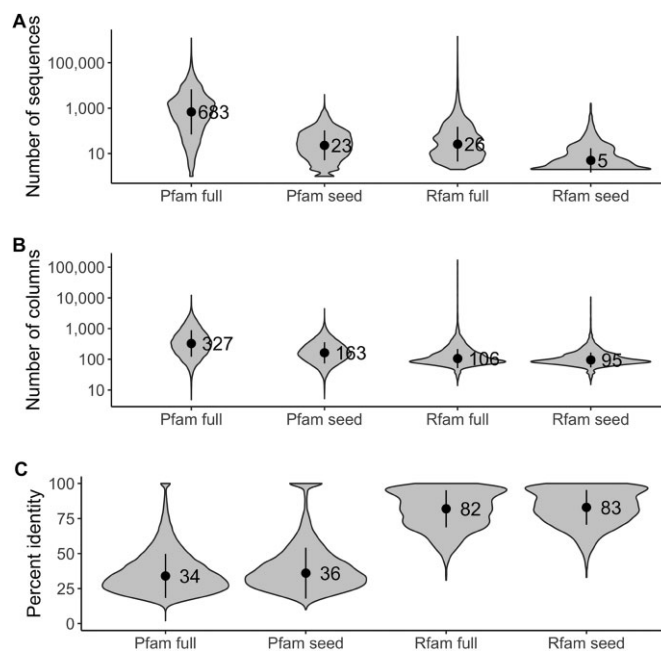 A
Number of sequences
100,000
1,000
10
683
23
26
5
Pfam full Pfam seed Rfam full Rfam seed
B
Number of columns
100,000
10,000
1,000
100
10
327
163
106
95
Pfam full Pfam seed Rfam full Rfam seed
C
Percent identity
100
75
50
25
0
34
36
82
83
Pfam full Pfam seed Rfam full Rfam seed